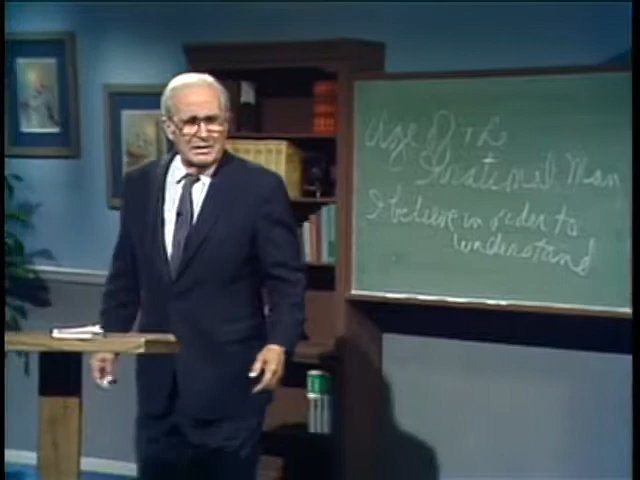 Age of the
Irrational Man
I believe in order to
understand